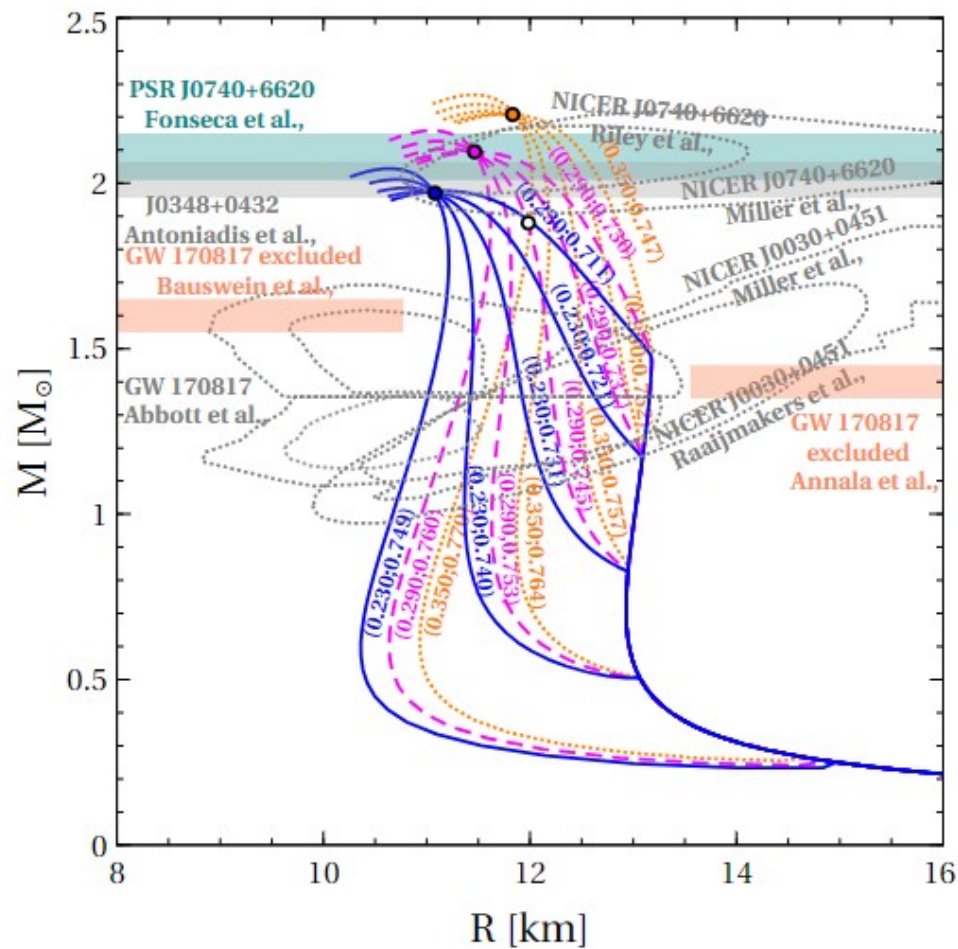 2.5
2
1.5
1
0.5
0
8
10
12
14
16
M [M⊙]
R [km]
PSR J0740+6620
Fonseca et al.,
J0348+0432
Antoniadis et al.,
GW 170817 excluded
Bauswein et al.,
GW 170817
Abbott et al.,
NICER J0740+6620
Riley et al.,
NICER J0740+6620
Miller et al.,
NICER J0030+0451
Miller et al.,
NICER J0030+0451
Raaijmakers et al.,
GW 170817
excluded
Annala et al.,
(0.350;0.747)
(0.290;0.730)
(0.230;0.711)
(0.230;0.721)
(0.230;0.731)
(0.290;0.745)
(0.350;0.757)
(0.230;0.749)
(0.290;0.760)
(0.230;0.740)
(0.290;0.753)
(0.350;0.764)